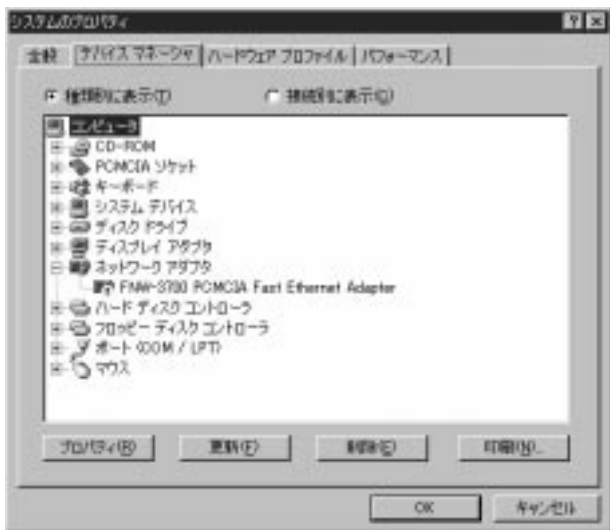 システムのプロパティ
全般 デバイス マネージャ ハードウェア プロファイル パフォーマンス
種類別に表示(T) 接続別に表示(C)
コンピュータ
CD-ROM
PCMCIA ソケット
キーボード
システム デバイス
ディスク ドライブ
ディスプレイ アダプタ
ネットワーク アダプタ
FNW-3700 PCMCIA Fast Ethernet Adapter
ハード ディスク コントローラ
フロッピー ディスク コントローラ
ポート (COM / LPT)
マウス
プロパティ(R) 更新(F) 削除(E) 印刷(N)...
OK キャンセル